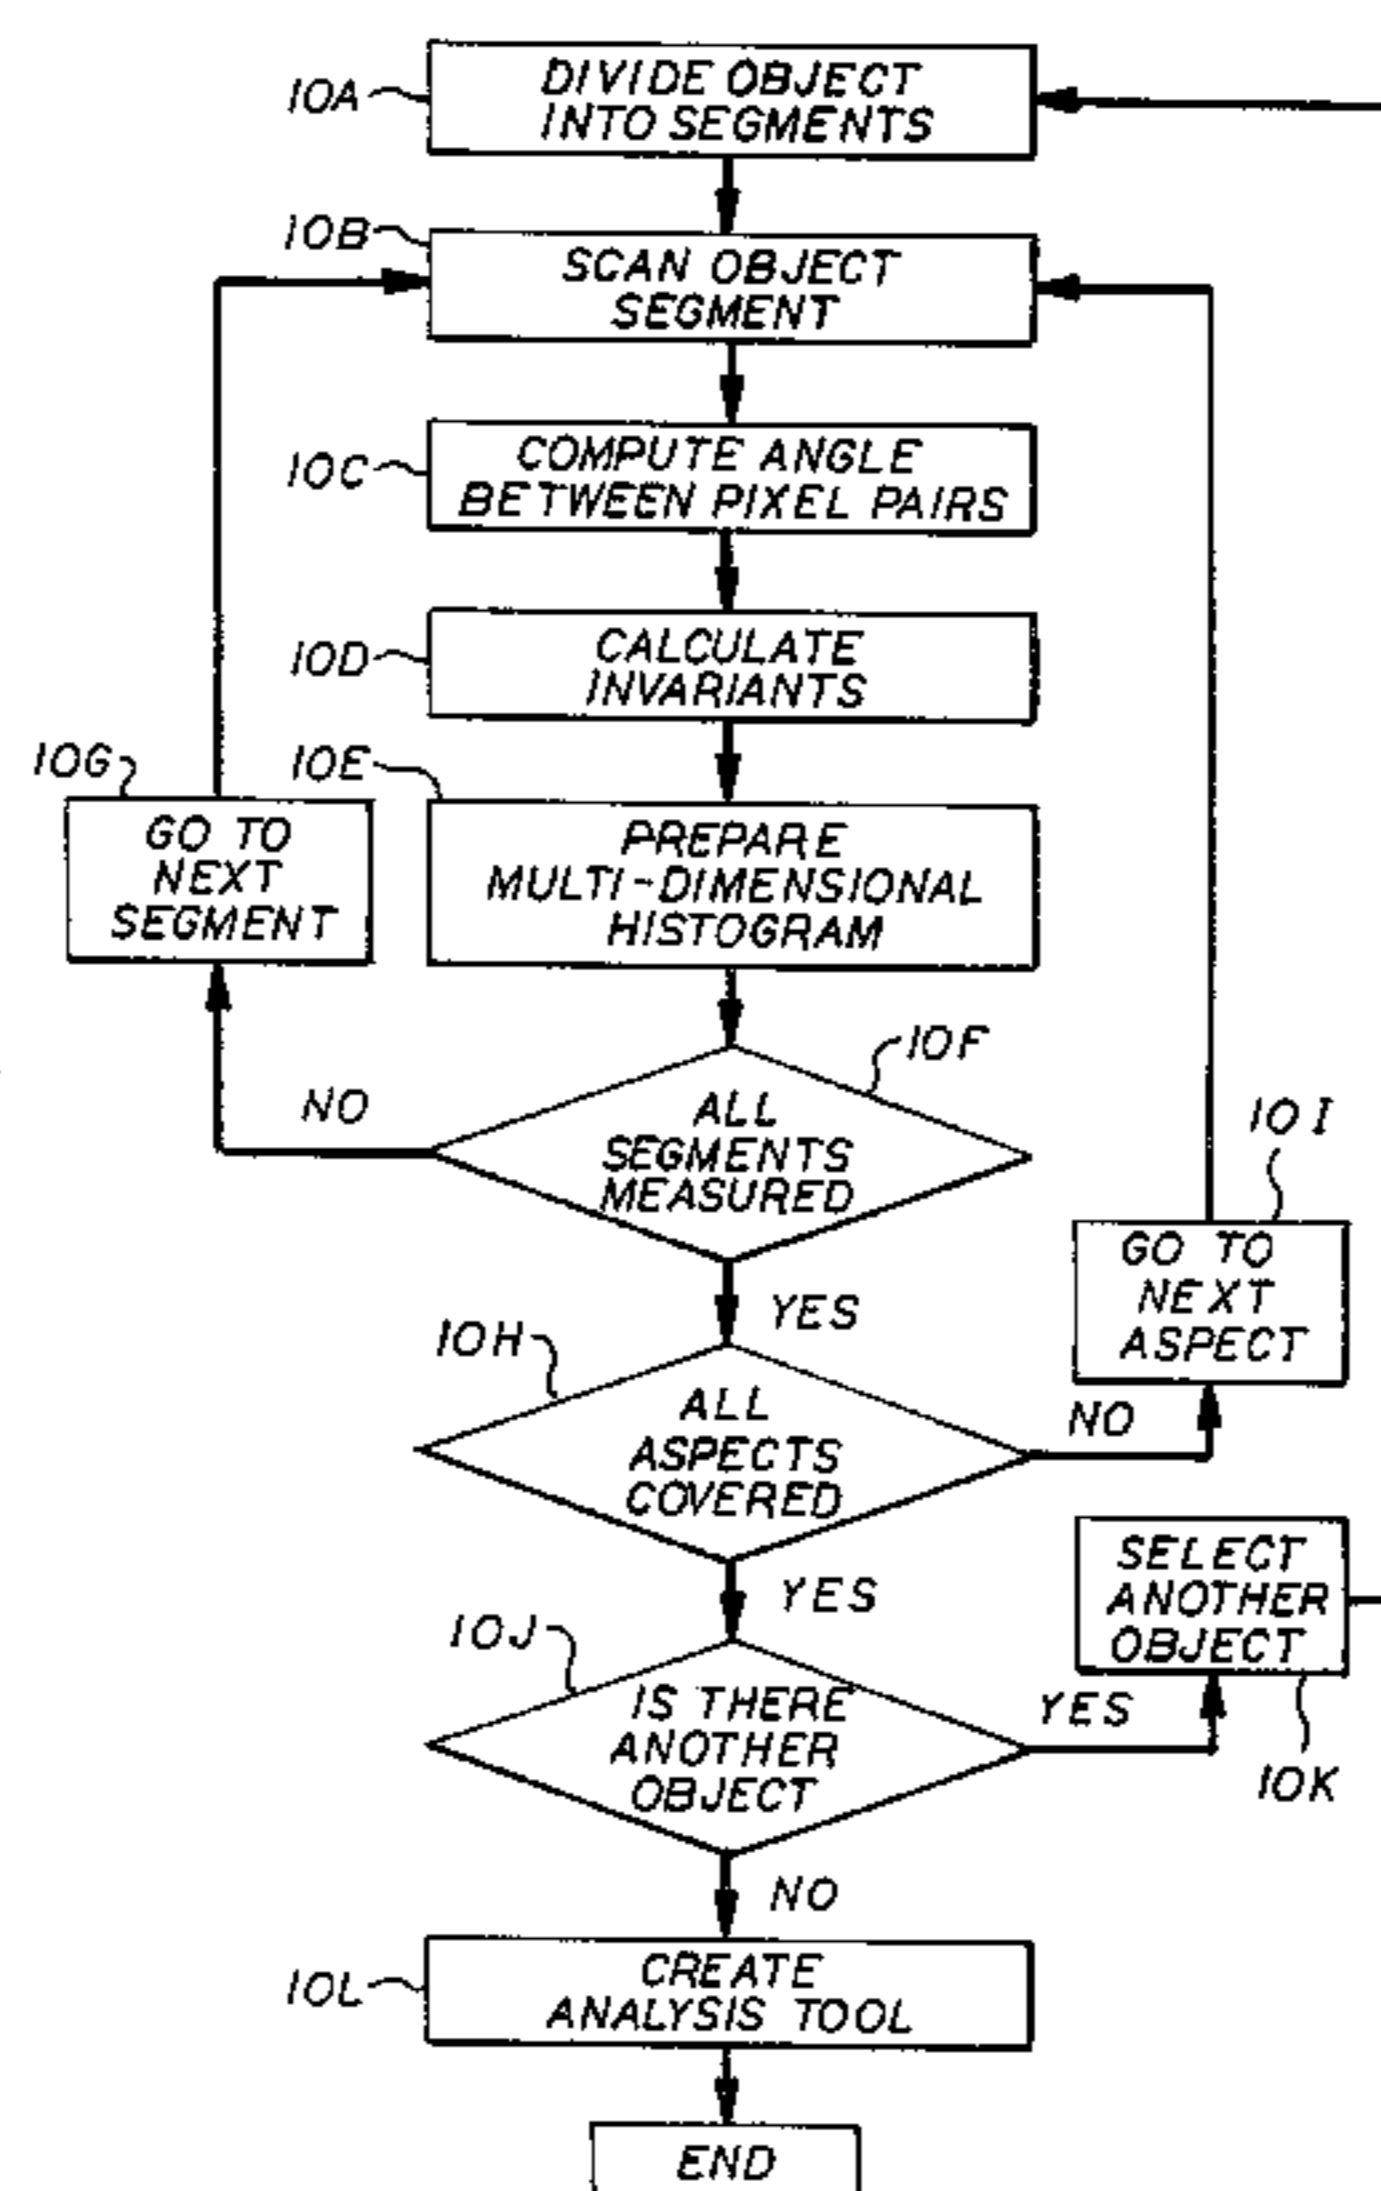 10A
DIVIDE OBJECT
INTO SEGMENTS
10B
SCAN OBJECT
SEGMENT
10C
COMPUTE ANGLE
BETWEEN PIXEL PAIRS
10D
CALCULATE
INVARIANTS
10G
GO TO
NEXT
SEGMENT
10E
PREPARE
MULTI-DIMENSIONAL
HISTOGRAM
10F
NO
ALL
SEGMENTS
MEASURED
10I
GO TO
NEXT
ASPECT
YES
10H
ALL
ASPECTS
COVERED
NO
SELECT
ANOTHER
OBJECT
YES
10J
IS THERE
ANOTHER
OBJECT
YES
10K
NO
10L
CREATE
ANALYSIS TOOL
END